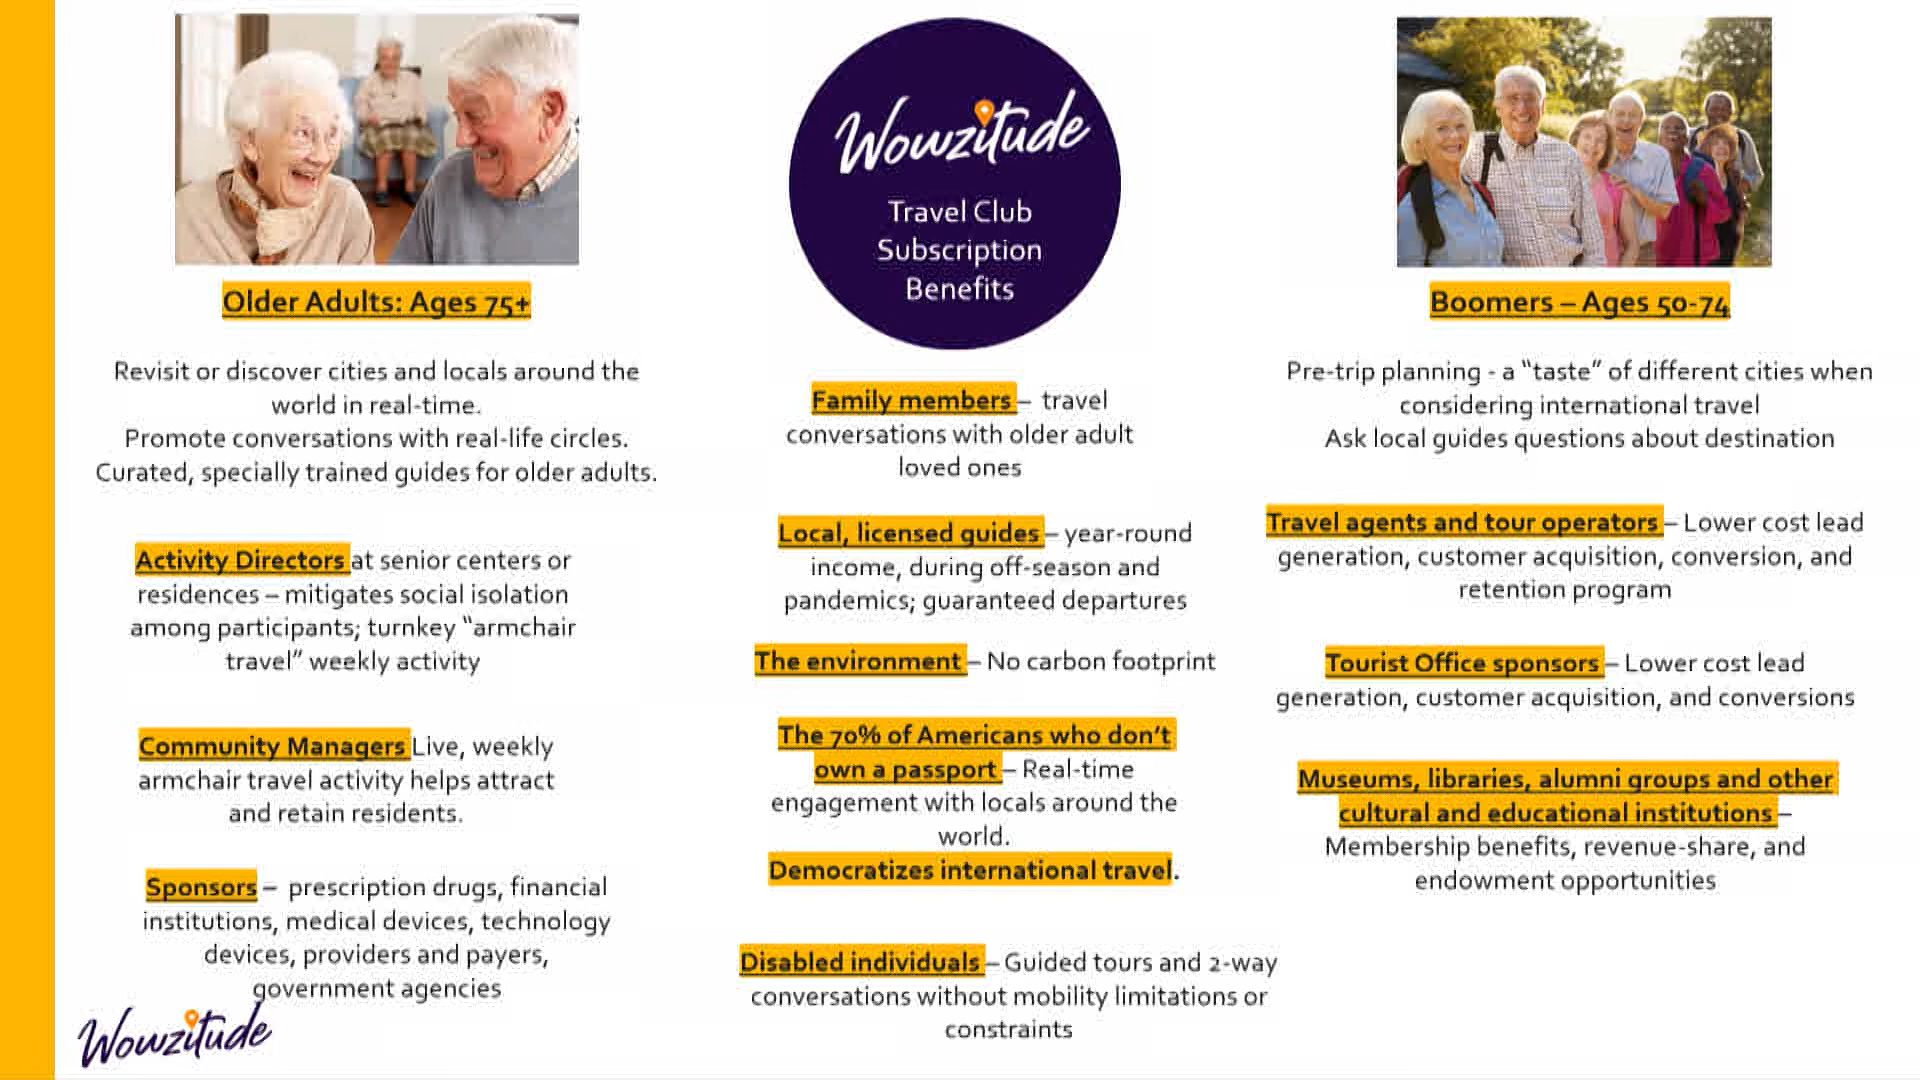 Older Adults: Ages 75+
Revisit or discover cities and locals around the
world in real-time.
Promote conversations with real-life circles.
Curated, specially trained guides for older adults.
Activity Directors at senior centers or
residences – mitigates social isolation
among participants; turnkey “armchair
travel” weekly activity
Community Managers Live, weekly
armchair travel activity helps attract
and retain residents.
Sponsors – prescription drugs, financial
institutions, medical devices, technology
devices, providers and payers,
government agencies
Wowzitude
Wowzitude
Travel Club
Subscription
Benefits
Family members – travel
conversations with older adult
loved ones
Local, licensed guides – year-round
income, during off-season and
pandemics; guaranteed departures
The environment – No carbon footprint
The 70% of Americans who don’t
own a passport – Real-time
engagement with locals around the
world.
Democratizes international travel.
Disabled individuals – Guided tours and 2-way
conversations without mobility limitations or
constraints
Boomers – Ages 50-74
Pre-trip planning - a “taste” of different cities when
considering international travel
Ask local guides questions about destination
Travel agents and tour operators – Lower cost lead
generation, customer acquisition, conversion, and
retention program
Tourist Office sponsors – Lower cost lead
generation, customer acquisition, and conversions
Museums, libraries, alumni groups and other
cultural and educational institutions –
Membership benefits, revenue-share, and
endowment opportunities